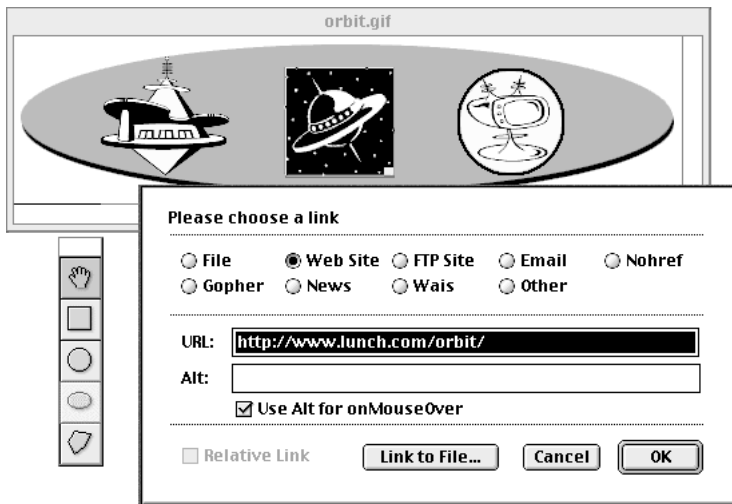 orbit.gif
Please choose a link
File Web Site FTP Site Email Nohref
Gopher News Wais Other
URL: http://www.lunch.com/orbit/
Alt:
Use Alt for onMouseOver
Relative Link Link to File... Cancel OK